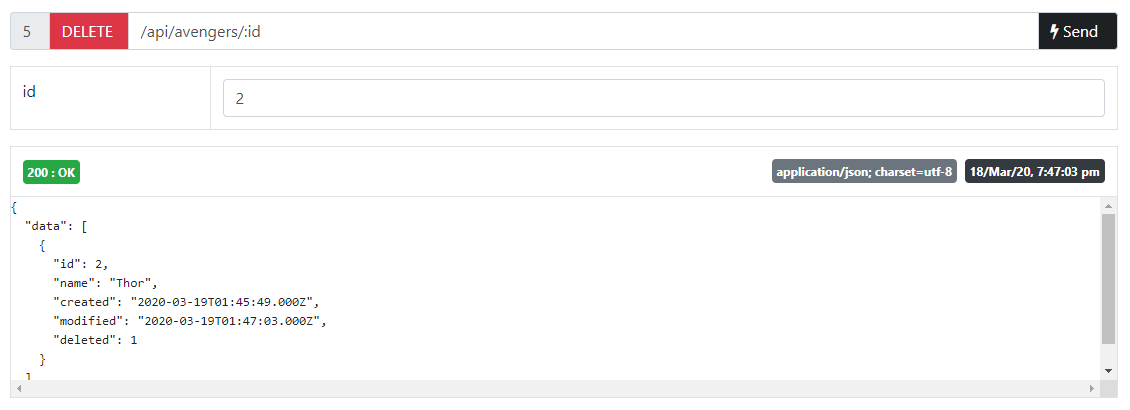 5 DELETE /api/avengers/:id Send
id 2
200 : OK application/json; charset=utf-8 18/Mar/20, 7:47:03 pm
{
"data": [
{
"id": 2,
"name": "Thor",
"created": "2020-03-19T01:45:49.000Z",
"modified": "2020-03-19T01:47:03.000Z",
"deleted": 1
}
]